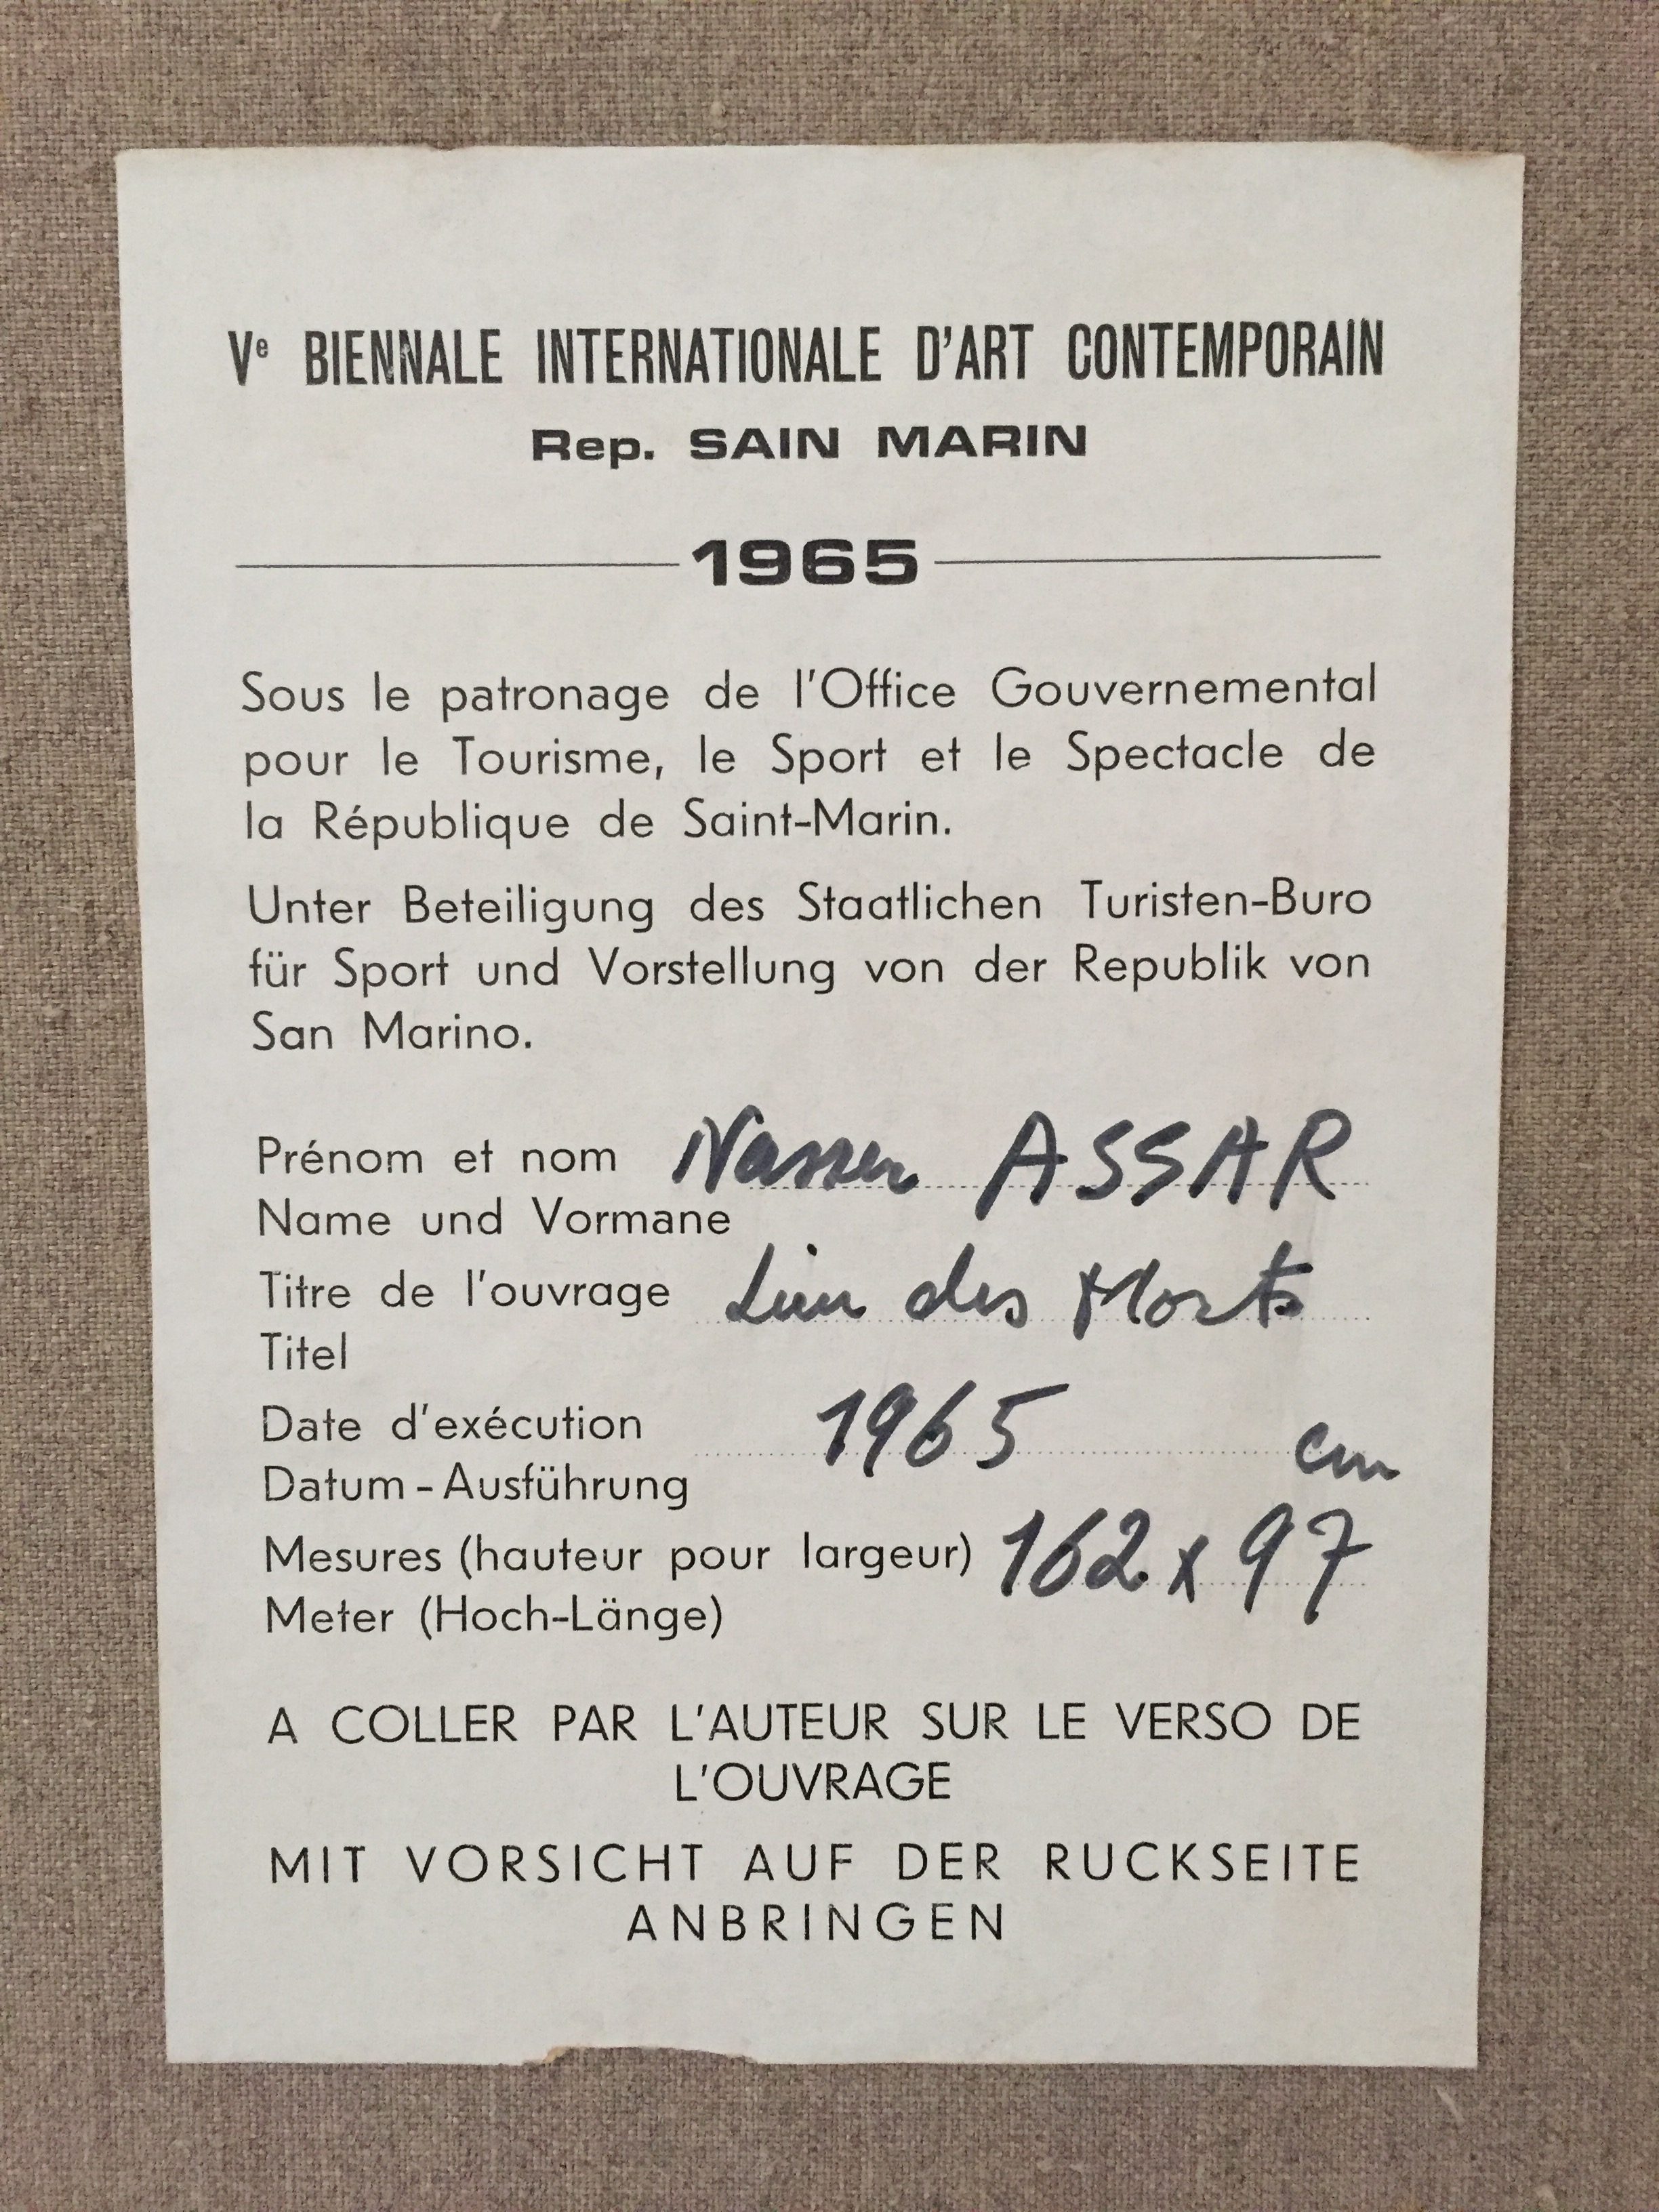 Ve BIENNALE INTERNATIONALE D'ART CONTEMPORAIN
Rep. SAIN MARIN
1965
Sous le patronage de l'Office Gouvernemental
pour le Tourisme, le Sport et le Spectacle de
la République de Saint-Marin.
Unter Beteiligung des Staatlichen Turisten-Buro
für Sport und Vorstellung von der Republik von
San Marino.
Prénom et nom Nasser ASSAR
Name und Vormane
Titre de l'ouvrage Lieu des Morts
Titel
Date d'exécution 1965 cm
Datum-Ausführung
Mesures (hauteur pour largeur) 162 x 97
Meter (Hoch-Länge)
A COLLER PAR L'AUTEUR SUR LE VERSO DE
L'OUVRAGE
MIT VORSICHT AUF DER RUCKSEITE
ANBRINGEN